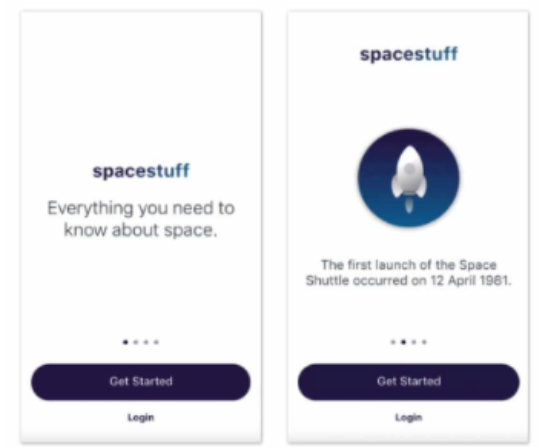 spacestuff
Everything you need to
know about space.
Get Started
Login
spacestuff
The first launch of the Space
Shuttle occurred on 12 April 1981.
Get Started
Login